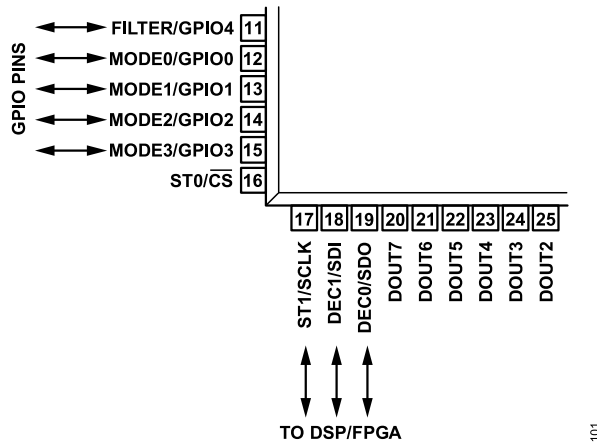 GPIO PINS
FILTER/GPIO4 11
MODE0/GPIO0 12
MODE1/GPIO1 13
MODE2/GPIO2 14
MODE3/GPIO3 15
ST0/CS 16
17 18 19 20 21 22 23 24 25
ST1/SCLK
DEC1/SDI
DEC0/SDO
DOUT7
DOUT6
DOUT5
DOUT4
DOUT3
DOUT2
TO DSP/FPGA
101